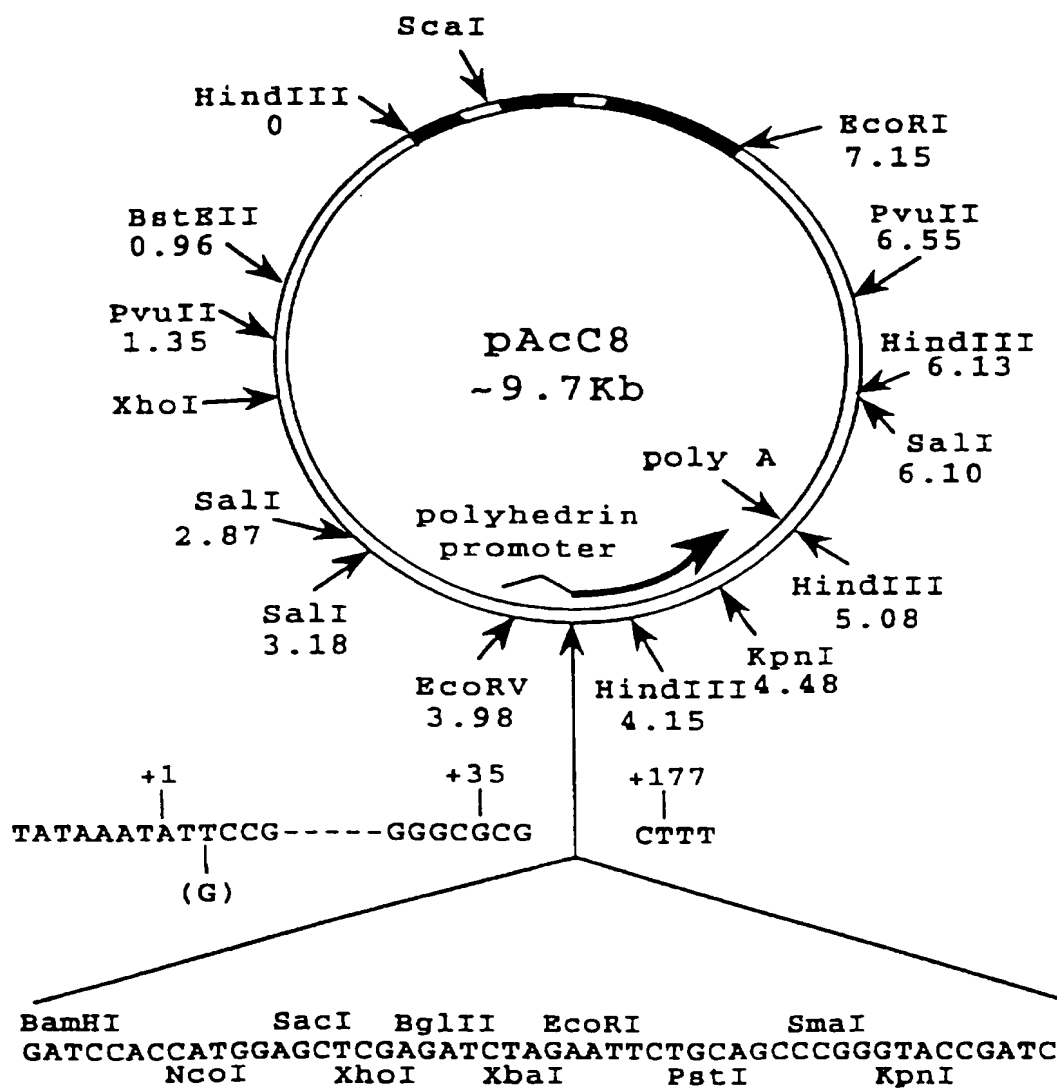 ScaI
HindIII
0
EcoRI
7.15
BstEII
0.96
PvuII
6.55
PvuII
1.35
pAcC8
~9.7Kb
HindIII
6.13
XhoI
SalI
6.10
poly A
SalI
2.87
polyhedrin
promoter
HindIII
5.08
SalI
3.18
KpnI
4.48
EcoRV
3.98
HindIII
4.15
+1
+35
+177
TATAAATATTCCG-----GGGCGCG
CTTT
(G)
BamHI SacI BglII EcoRI SmaI
GATCCACCATGGAGCTCGAGATCTAGAATTCTGCAGCCCGGGTACCGATC
NcoI XhoI XbaI PstI KpnI